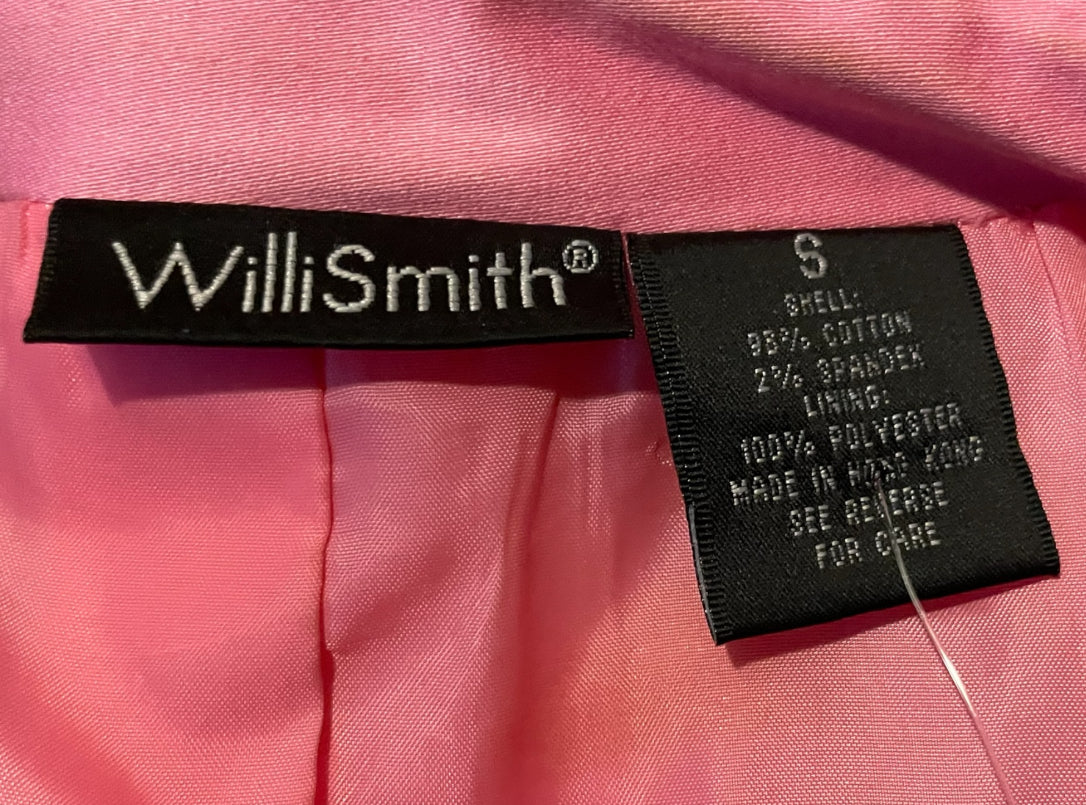 WilliSmith®
S
SHELL:
98% COTTON
2% SPANDEX
LINING:
100% POLYESTER
MADE IN HONG KONG
SEE REVERSE
FOR CARE